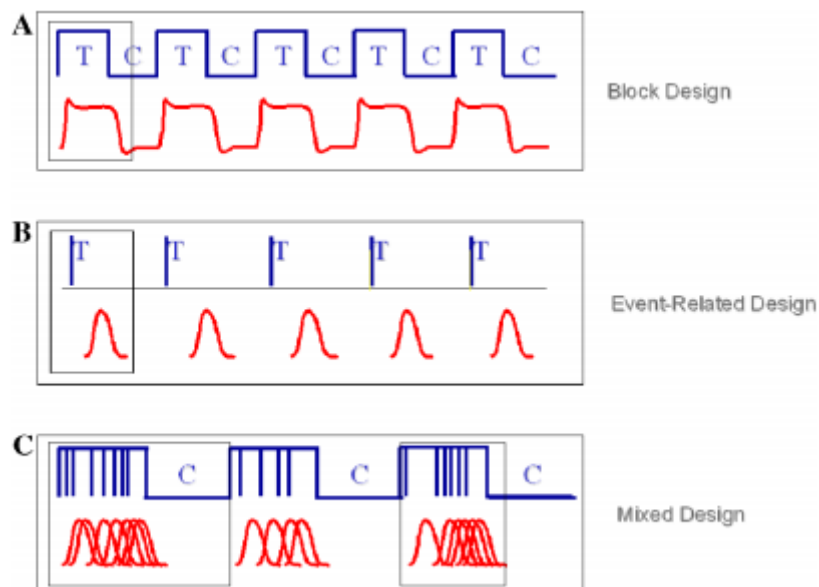 A
T C T C T C T C T C
Block Design
B
T T T T T
Event-Related Design
C
C C C
Mixed Design